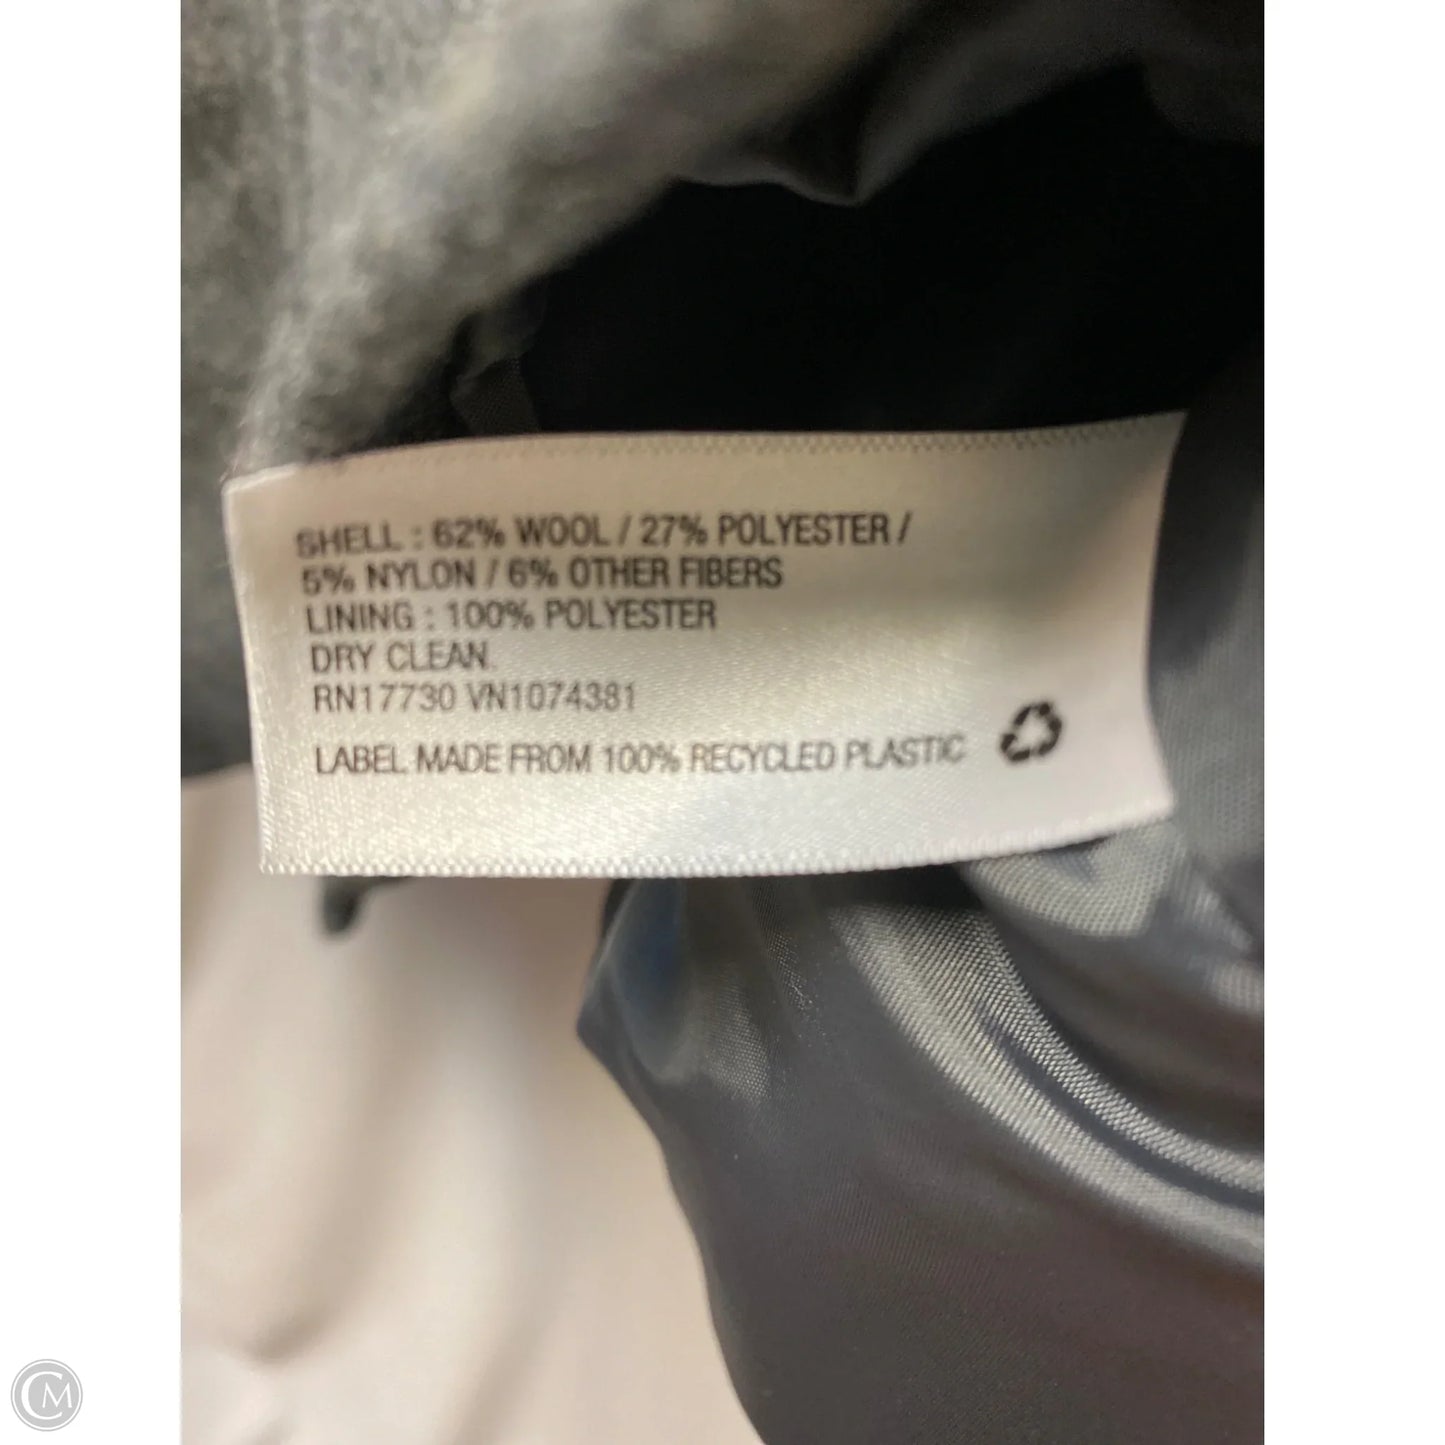 SHELL : 62% WOOL / 27% POLYESTER /
5% NYLON / 6% OTHER FIBERS
LINING : 100% POLYESTER
DRY CLEAN.
RN17730 VN1074381
LABEL MADE FROM 100% RECYCLED PLASTIC
CM